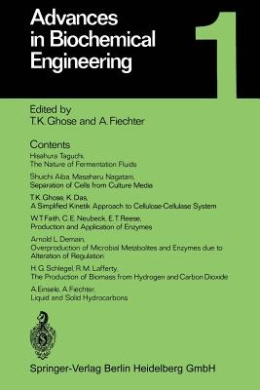 Advances
in Biochemical
Engineering
1
Edited by
T.K. Ghose and A. Fiechter
Contents
Hisahura Taguchi,
The Nature of Fermentation Fluids
Shuichi Aiba, Masaharu Nagatani,
Separation of Cells from Culture Media
T.K. Ghose, K. Das,
A Simplified Kinetik Approach to Cellulose-Cellulase System
W.T. Faith, C.E. Neubeck, E.T. Reese,
Production and Application of Enzymes
Arnold L. Demain,
Overproduction of Microbial Metabolites and Enzymes due to
Alteration of Regulation
H.G. Schlegel, R.M. Lafferty,
The Production of Biomass from Hydrogen and Carbon Dioxide
A. Einsele, A. Fiechter,
Liquid and Solid Hydrocarbons
Springer-Verlag Berlin Heidelberg GmbH